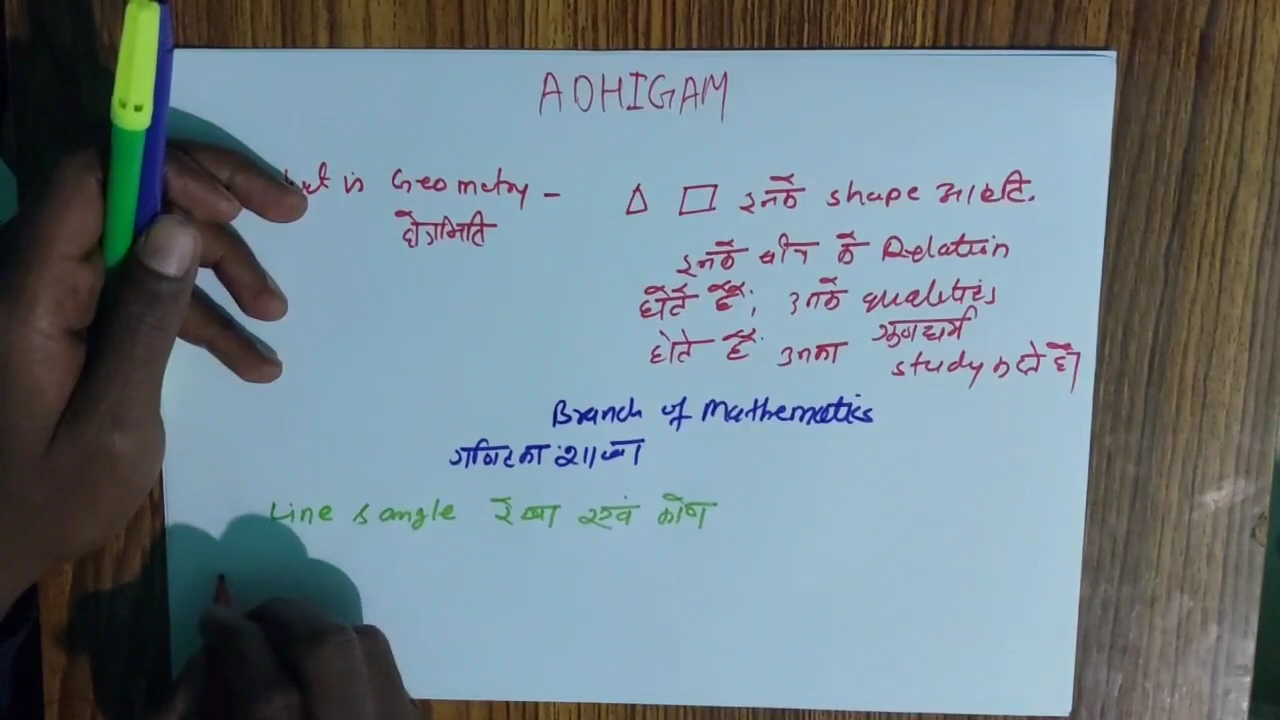 ADHIGAM
is Geometry - △ □ इनके shape आकृति.
इनके बीच के Relation
होते हैं, उनके qualities
गुणधर्म
होते हैं उनका study करते है।
Branch of Mathematics
गणित का शाखा
Line & angle रेखा एवं कोण